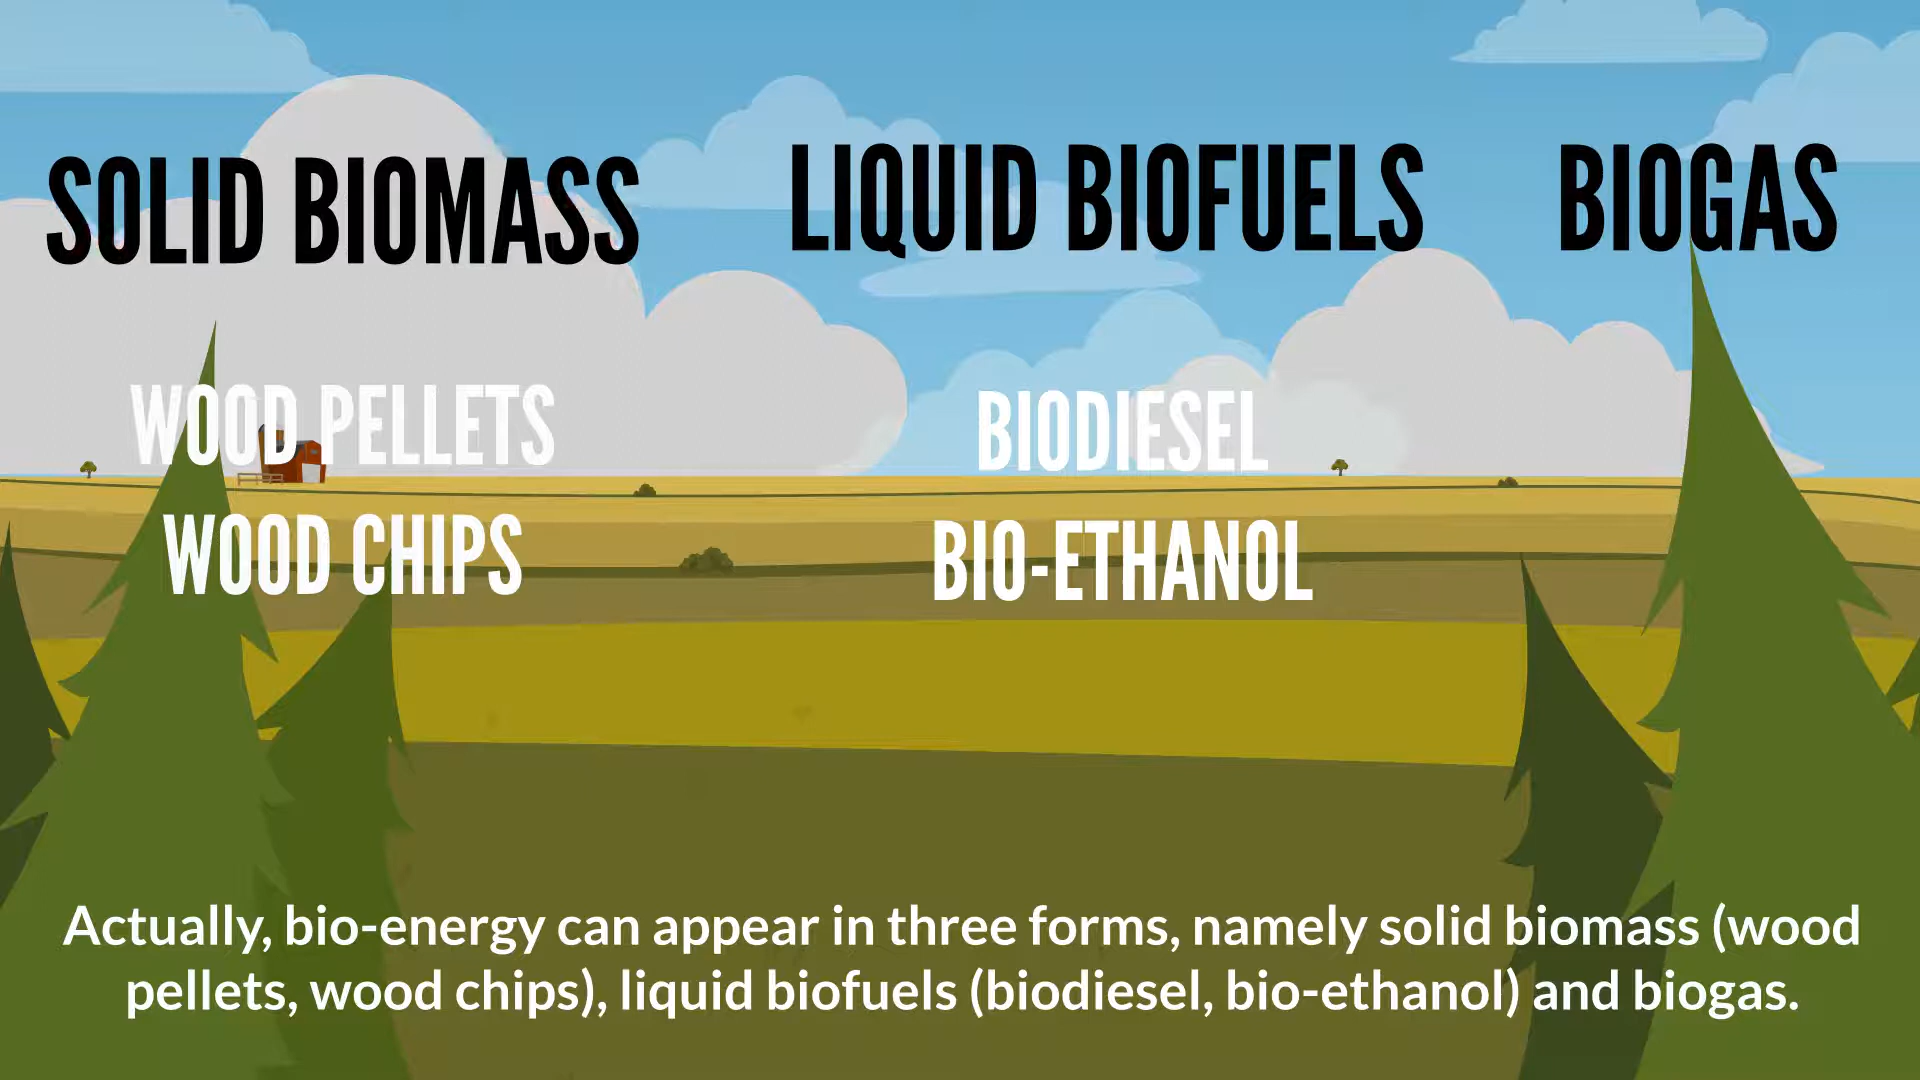 SOLID BIOMASS
LIQUID BIOFUELS
BIOGAS
WOOD PELLETS
WOOD CHIPS
BIODIESEL
BIO-ETHANOL
Actually, bio-energy can appear in three forms, namely solid biomass (wood
pellets, wood chips), liquid biofuels (biodiesel, bio-ethanol) and biogas.